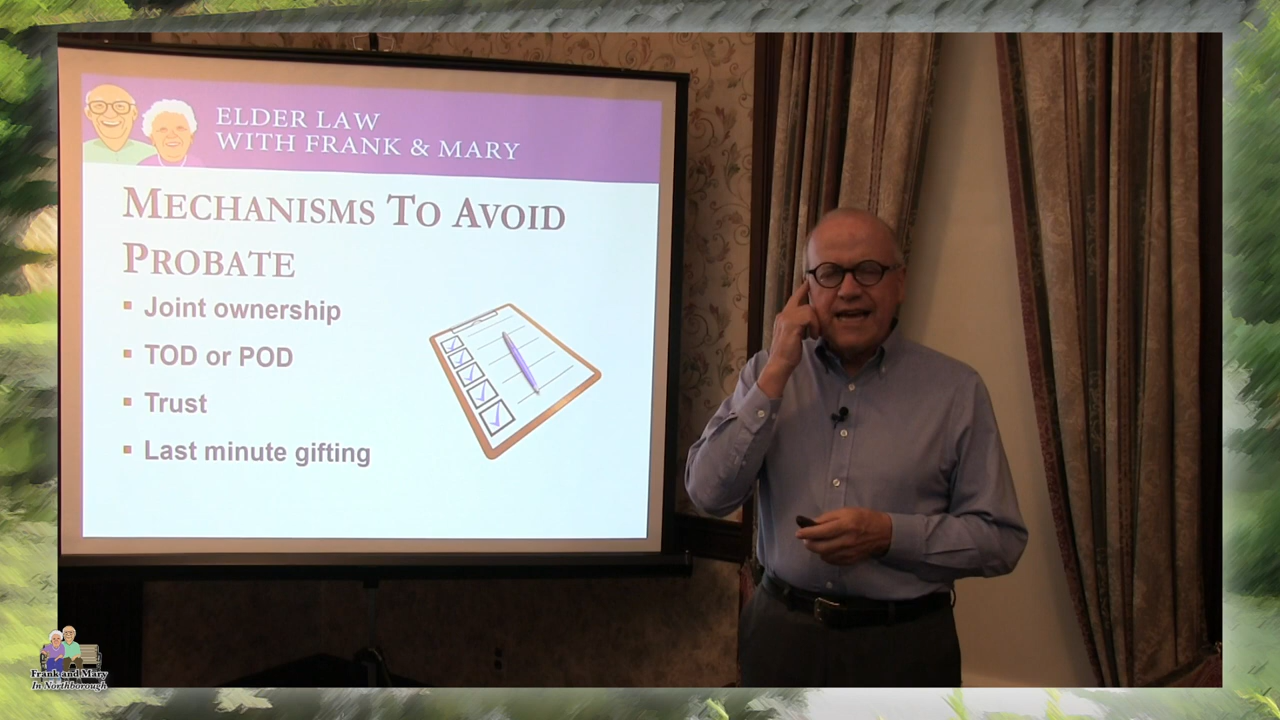 ELDER LAW
WITH FRANK & MARY
MECHANISMS TO AVOID
PROBATE
Joint ownership
TOD or POD
Trust
Last minute gifting
Frank and Mary
In Northborough